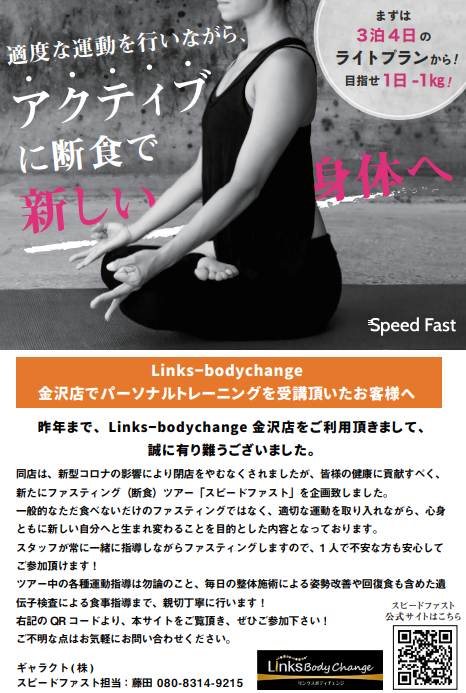 適度な運動を行いながら、
アクティブ
に断食で
新しい身体へ
まずは
3泊4日の
ライトプランから!
目指せ1日-1kg!
Speed Fast
Links−bodychange
金沢店でパーソナルトレーニングを受講頂いたお客様へ
昨年まで、Links−bodychange 金沢店をご利用頂きまして、
誠に有り難うございました。
同店は、新型コロナの影響により閉店をやむなくされましたが、皆様の健康に貢献すべく、
新たにファスティング（断食）ツアー「スピードファスト」を企画致しました。
一般的なただ食べないだけのファスティングではなく、適切な運動を取り入れながら、心身
ともに新しい自分へと生まれ変わることを目的とした内容となっております。
スタッフが常に一緒に指導しながらファスティングしますので、1人で不安な方も安心して
ご参加頂けます！
ツアー中の各種運動指導は勿論のこと、毎日の整体施術による姿勢改善や回復食も含めた遺
伝子検査による食事指導まで、親切丁寧に行います！
右記のQRコードより、本サイトをご覧頂き、ぜひご参加下さい！
ご不明な点はお気軽にお問い合わせください。
スピードファスト
公式サイトはこちら
ギャラクト(株)
スピードファスト担当：藤田 080-8314-9215
Links Body Change
リンクスボディチェンジ